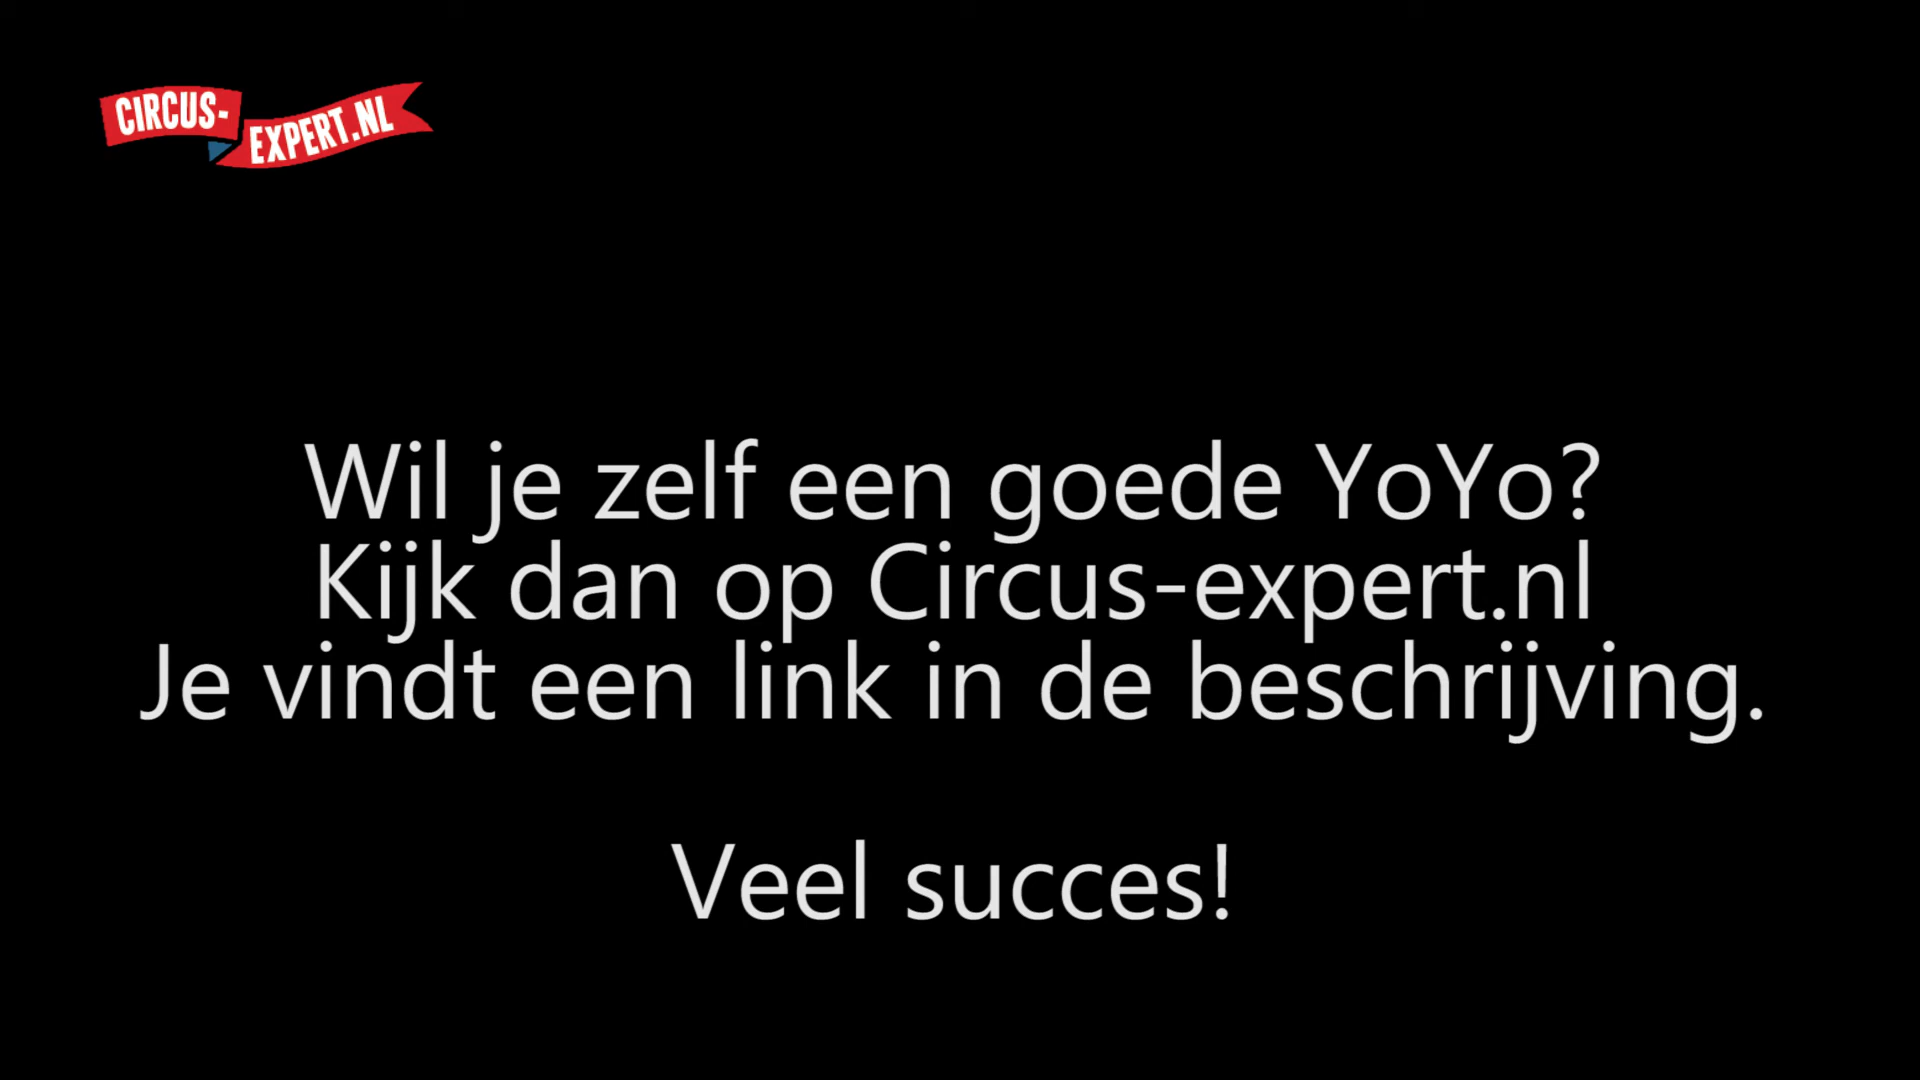 CIRCUS-
EXPERT.NL
Wil je zelf een goede YoYo?
Kijk dan op Circus-expert.nl
Je vindt een link in de beschrijving.
Veel succes!